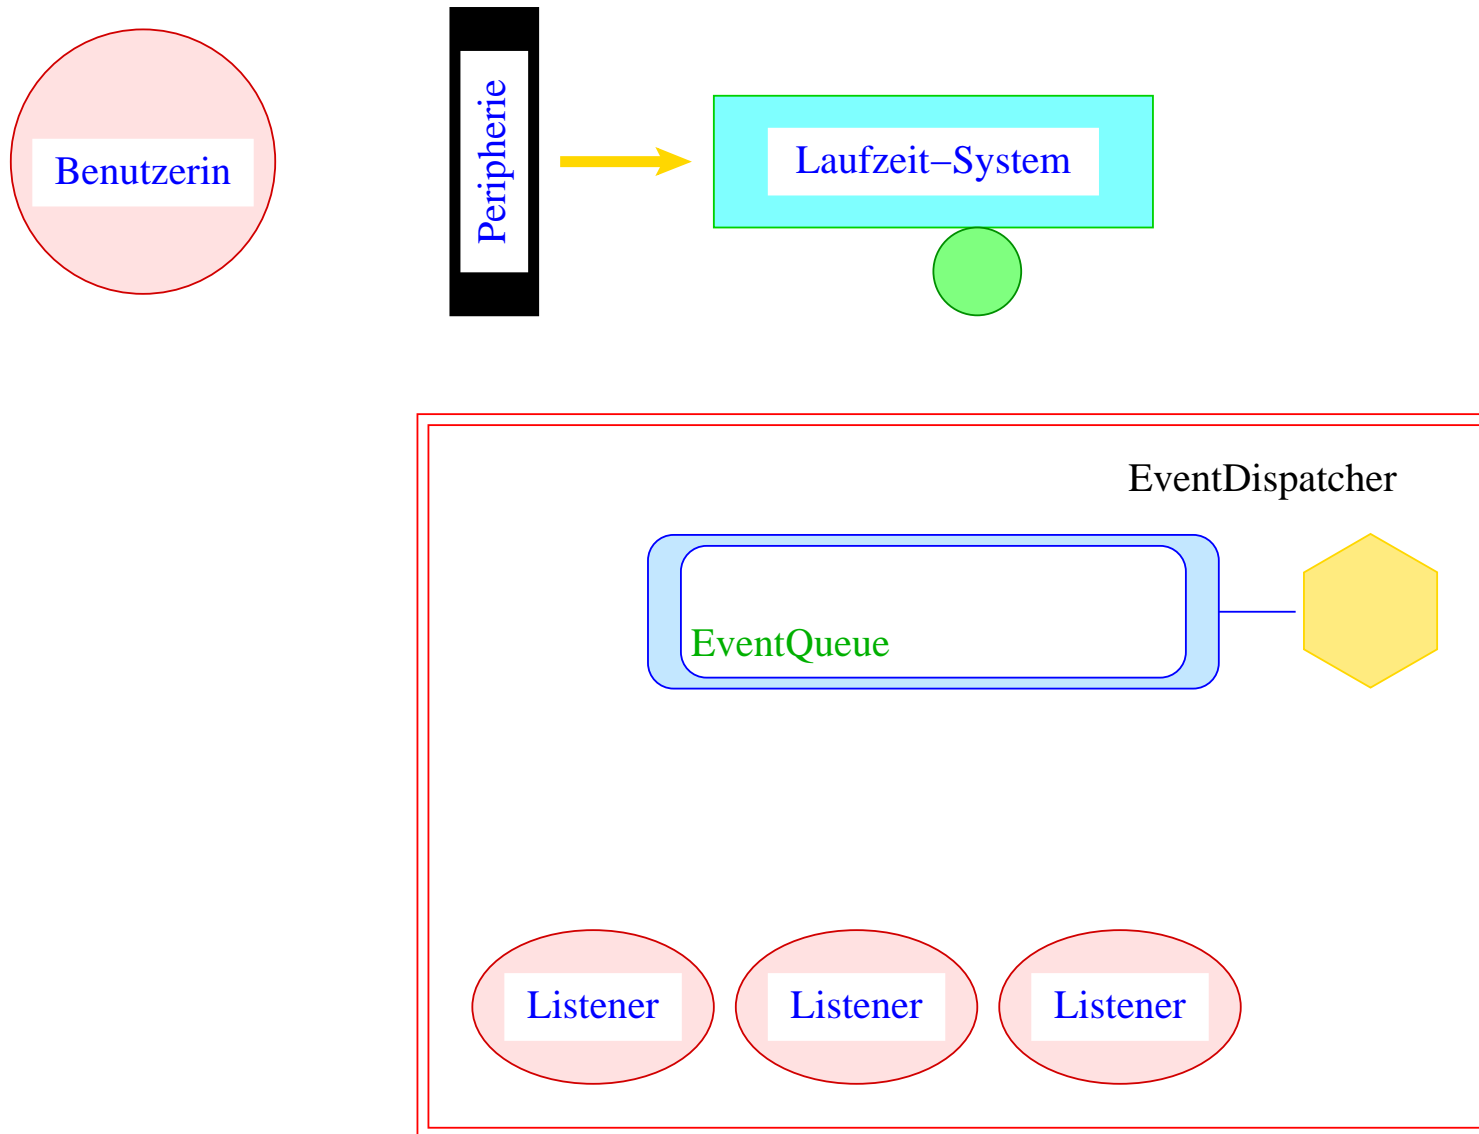 Benutzerin
Peripherie
Laufzeit−System
EventDispatcher
EventQueue
Listener
Listener
Listener